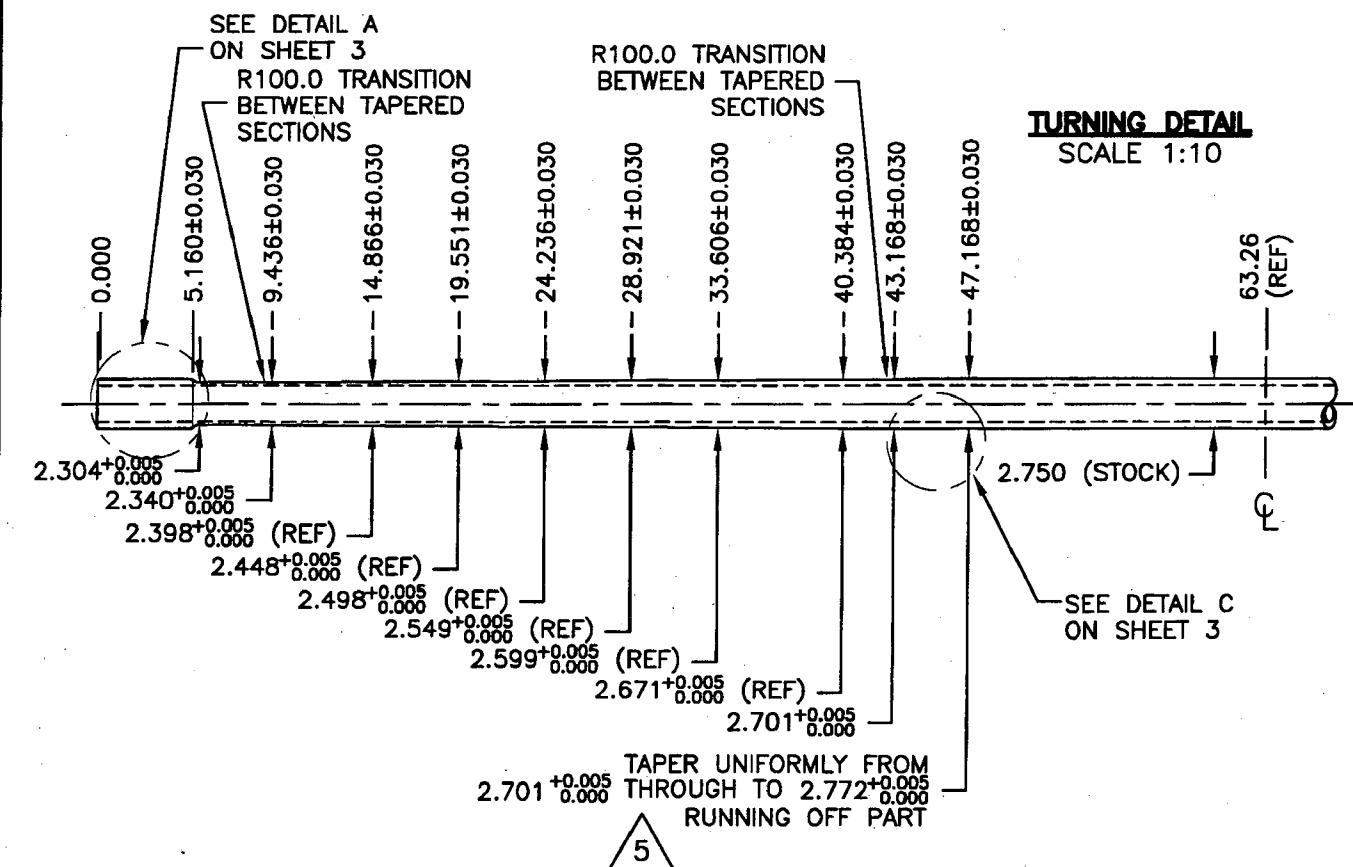 SEE DETAIL A
ON SHEET 3
R100.0 TRANSITION
BETWEEN TAPERED
SECTIONS
R100.0 TRANSITION
BETWEEN TAPERED
SECTIONS
TURNING DETAIL
SCALE 1:10
0.000
5.160±0.030
9.436±0.030
14.866±0.030
19.551±0.030
24.236±0.030
28.921±0.030
33.606±0.030
40.384±0.030
43.168±0.030
47.168±0.030
63.26
(REF)
2.304+0.005 0.000
2.340+0.005 0.000
2.398+0.005 0.000 (REF)
2.448+0.005 0.000 (REF)
2.498+0.005 0.000 (REF)
2.549+0.005 0.000 (REF)
2.599+0.005 0.000 (REF)
2.671+0.005 0.000 (REF)
2.701+0.005 0.000
2.750 (STOCK)
CL
SEE DETAIL C
ON SHEET 3
TAPER UNIFORMLY FROM
2.701 +0.005 0.000 THROUGH TO 2.772+0.005 0.000
RUNNING OFF PART
5